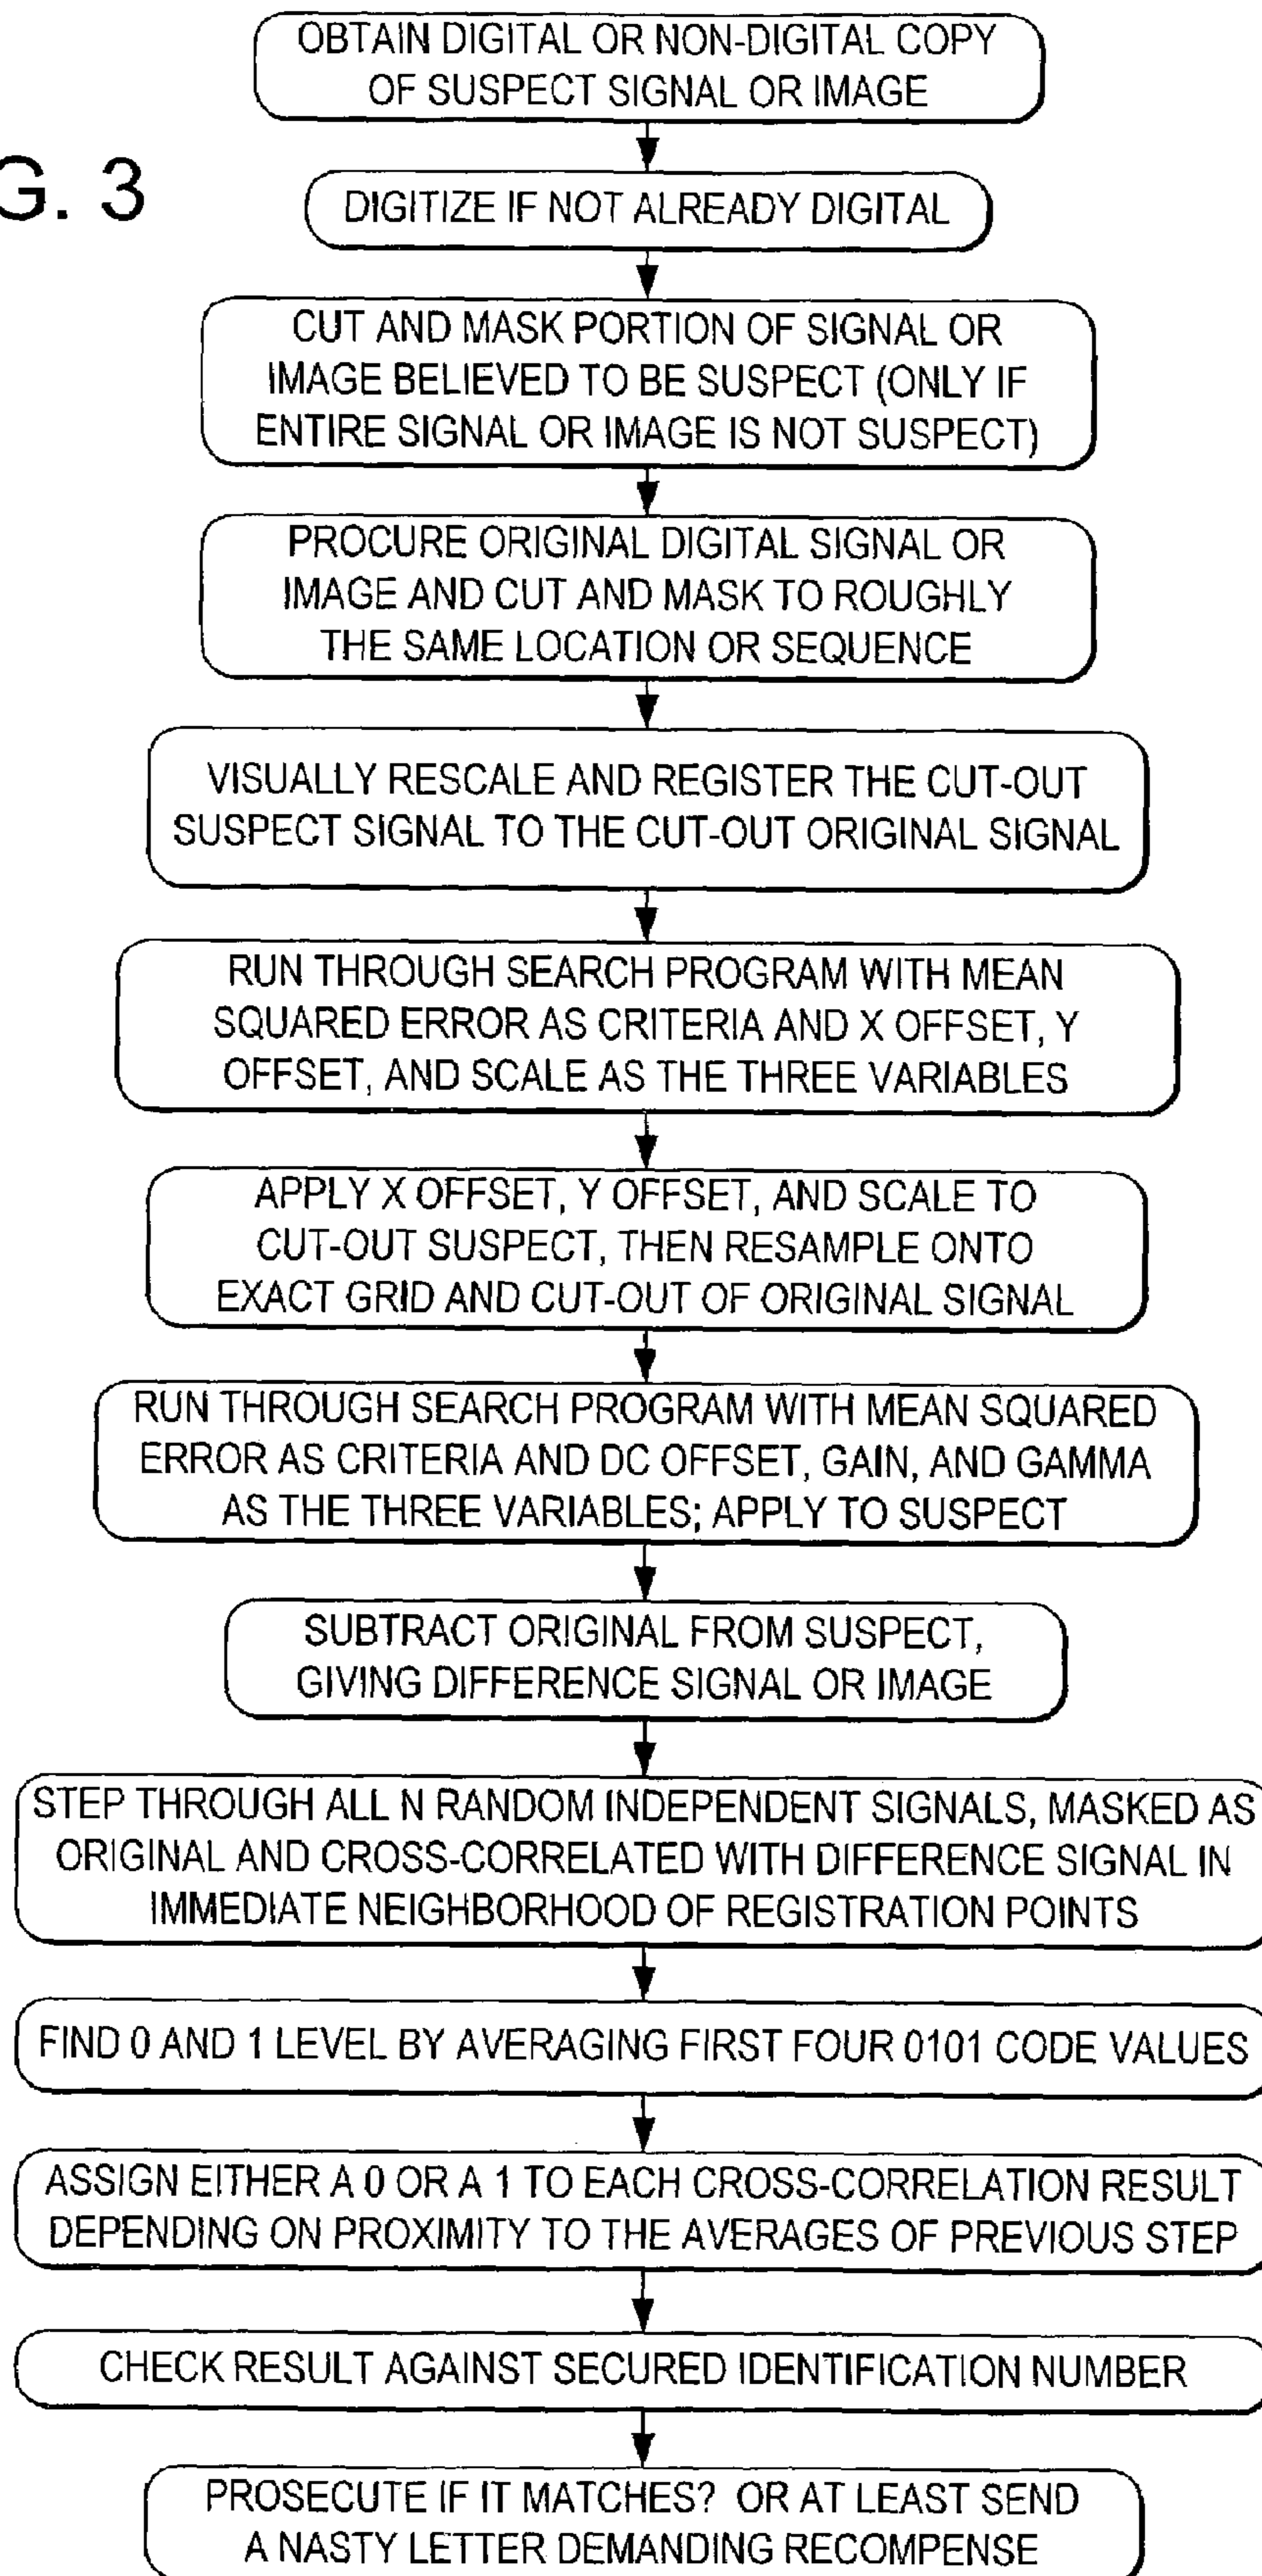 OBTAIN DIGITAL OR NON-DIGITAL COPY
OF SUSPECT SIGNAL OR IMAGE
G. 3
DIGITIZE IF NOT ALREADY DIGITAL
CUT AND MASK PORTION OF SIGNAL OR
IMAGE BELIEVED TO BE SUSPECT (ONLY IF
ENTIRE SIGNAL OR IMAGE IS NOT SUSPECT)
PROCURE ORIGINAL DIGITAL SIGNAL OR
IMAGE AND CUT AND MASK TO ROUGHLY
THE SAME LOCATION OR SEQUENCE
VISUALLY RESCALE AND REGISTER THE CUT-OUT
SUSPECT SIGNAL TO THE CUT-OUT ORIGINAL SIGNAL
RUN THROUGH SEARCH PROGRAM WITH MEAN
SQUARED ERROR AS CRITERIA AND X OFFSET, Y
OFFSET, AND SCALE AS THE THREE VARIABLES
APPLY X OFFSET, Y OFFSET, AND SCALE TO
CUT-OUT SUSPECT, THEN RESAMPLE ONTO
EXACT GRID AND CUT-OUT OF ORIGINAL SIGNAL
RUN THROUGH SEARCH PROGRAM WITH MEAN SQUARED
ERROR AS CRITERIA AND DC OFFSET, GAIN, AND GAMMA
AS THE THREE VARIABLES; APPLY TO SUSPECT
SUBTRACT ORIGINAL FROM SUSPECT,
GIVING DIFFERENCE SIGNAL OR IMAGE
STEP THROUGH ALL N RANDOM INDEPENDENT SIGNALS, MASKED AS
ORIGINAL AND CROSS-CORRELATED WITH DIFFERENCE SIGNAL IN
IMMEDIATE NEIGHBORHOOD OF REGISTRATION POINTS
FIND 0 AND 1 LEVEL BY AVERAGING FIRST FOUR 0101 CODE VALUES
ASSIGN EITHER A 0 OR A 1 TO EACH CROSS-CORRELATION RESULT
DEPENDING ON PROXIMITY TO THE AVERAGES OF PREVIOUS STEP
CHECK RESULT AGAINST SECURED IDENTIFICATION NUMBER
PROSECUTE IF IT MATCHES? OR AT LEAST SEND
A NASTY LETTER DEMANDING RECOMPENSE